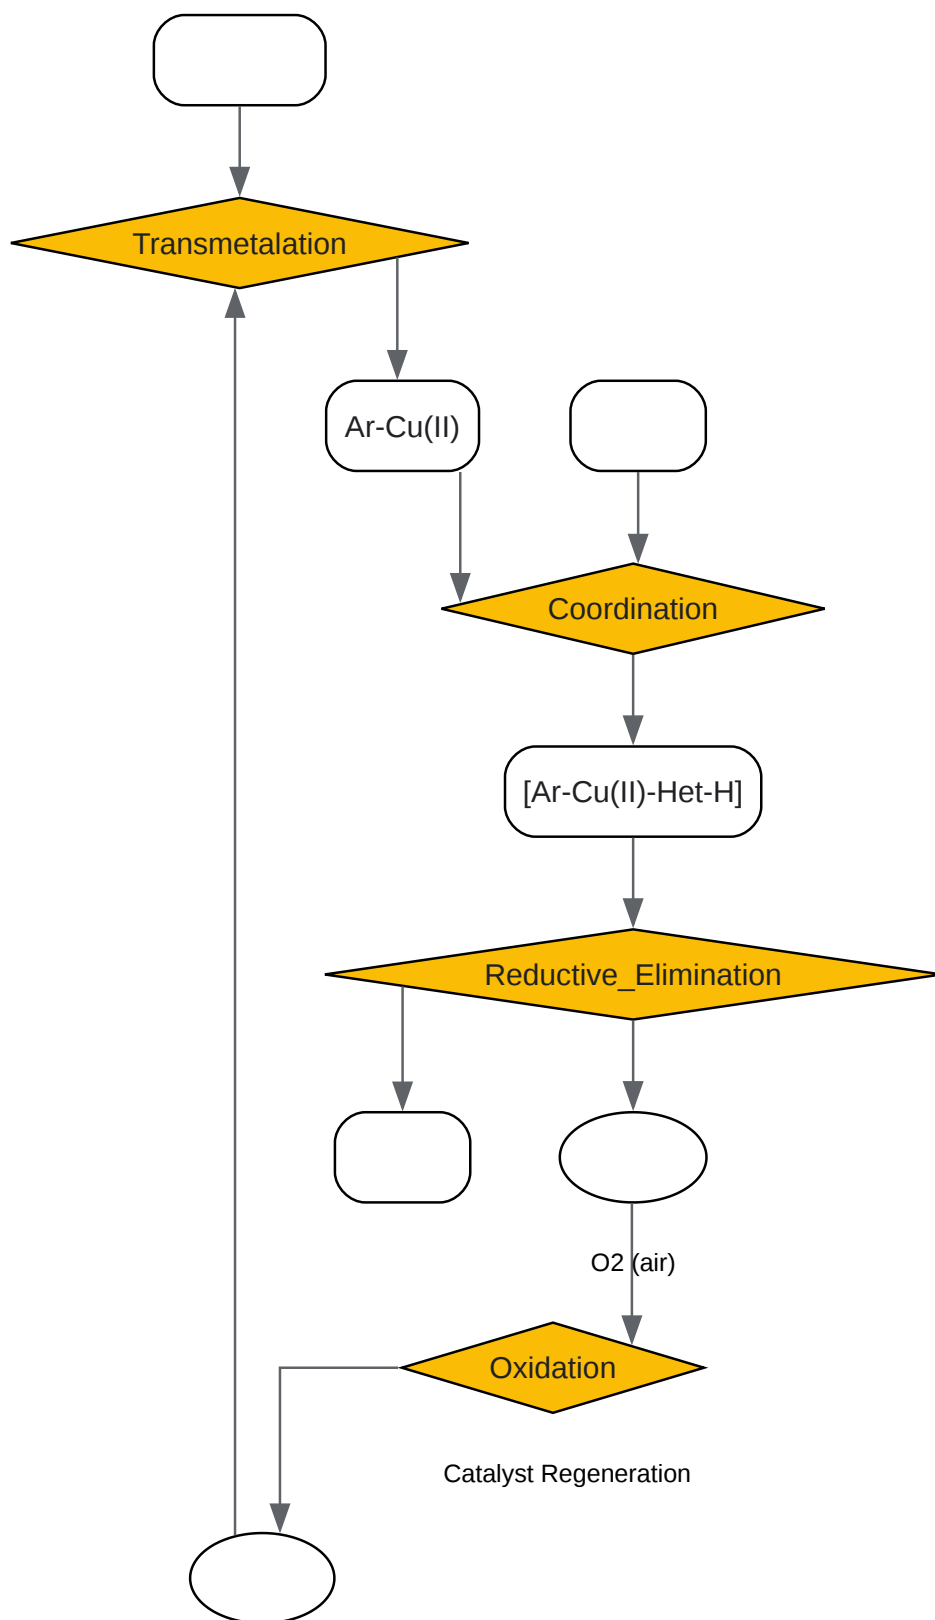 Transmetalation
Ar-Cu(II)
Coordination
[Ar-Cu(II)-Het-H]
Reductive_Elimination
O2 (air)
Oxidation
Catalyst Regeneration